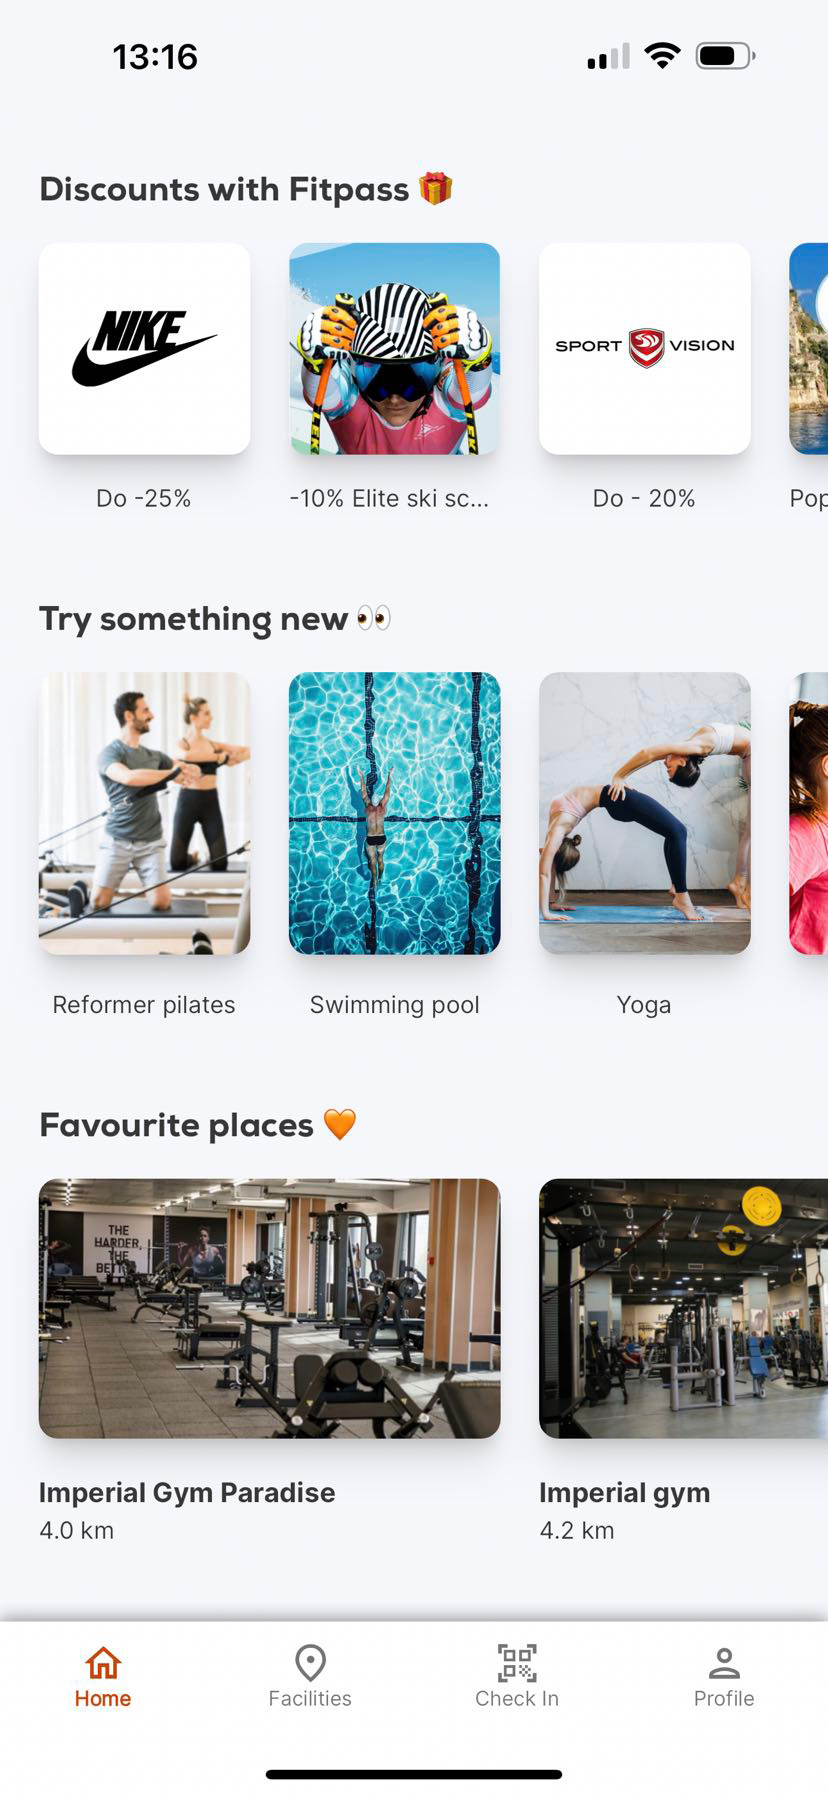 13:16
Discounts with Fitpass 🎁
NIKE
SPORT VISION
Do -25%
-10% Elite ski sc...
Do - 20%
Pop
Try something new 👀
Reformer pilates
Swimming pool
Yoga
Favourite places 🧡
THE
HARDER,
THE
Imperial Gym Paradise
Imperial gym
4.0 km
4.2 km
Home
Facilities
Check In
Profile